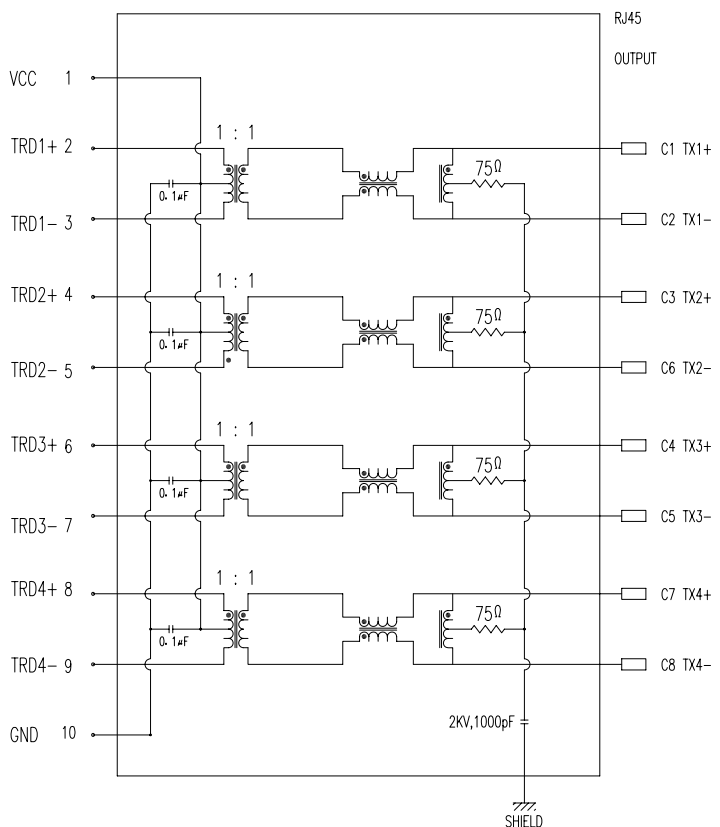 RJ45
OUTPUT
VCC 1
1 : 1
TRD1+ 2
75Ω
C1 TX1+
0.1μF
TRD1- 3
C2 TX1-
1 : 1
TRD2+ 4
75Ω
C3 TX2+
0.1μF
TRD2- 5
C6 TX2-
1 : 1
TRD3+ 6
75Ω
C4 TX3+
0.1μF
TRD3- 7
C5 TX3-
1 : 1
TRD4+ 8
75Ω
C7 TX4+
0.1μF
TRD4- 9
C8 TX4-
GND 10
2KV,1000pF
SHIELD